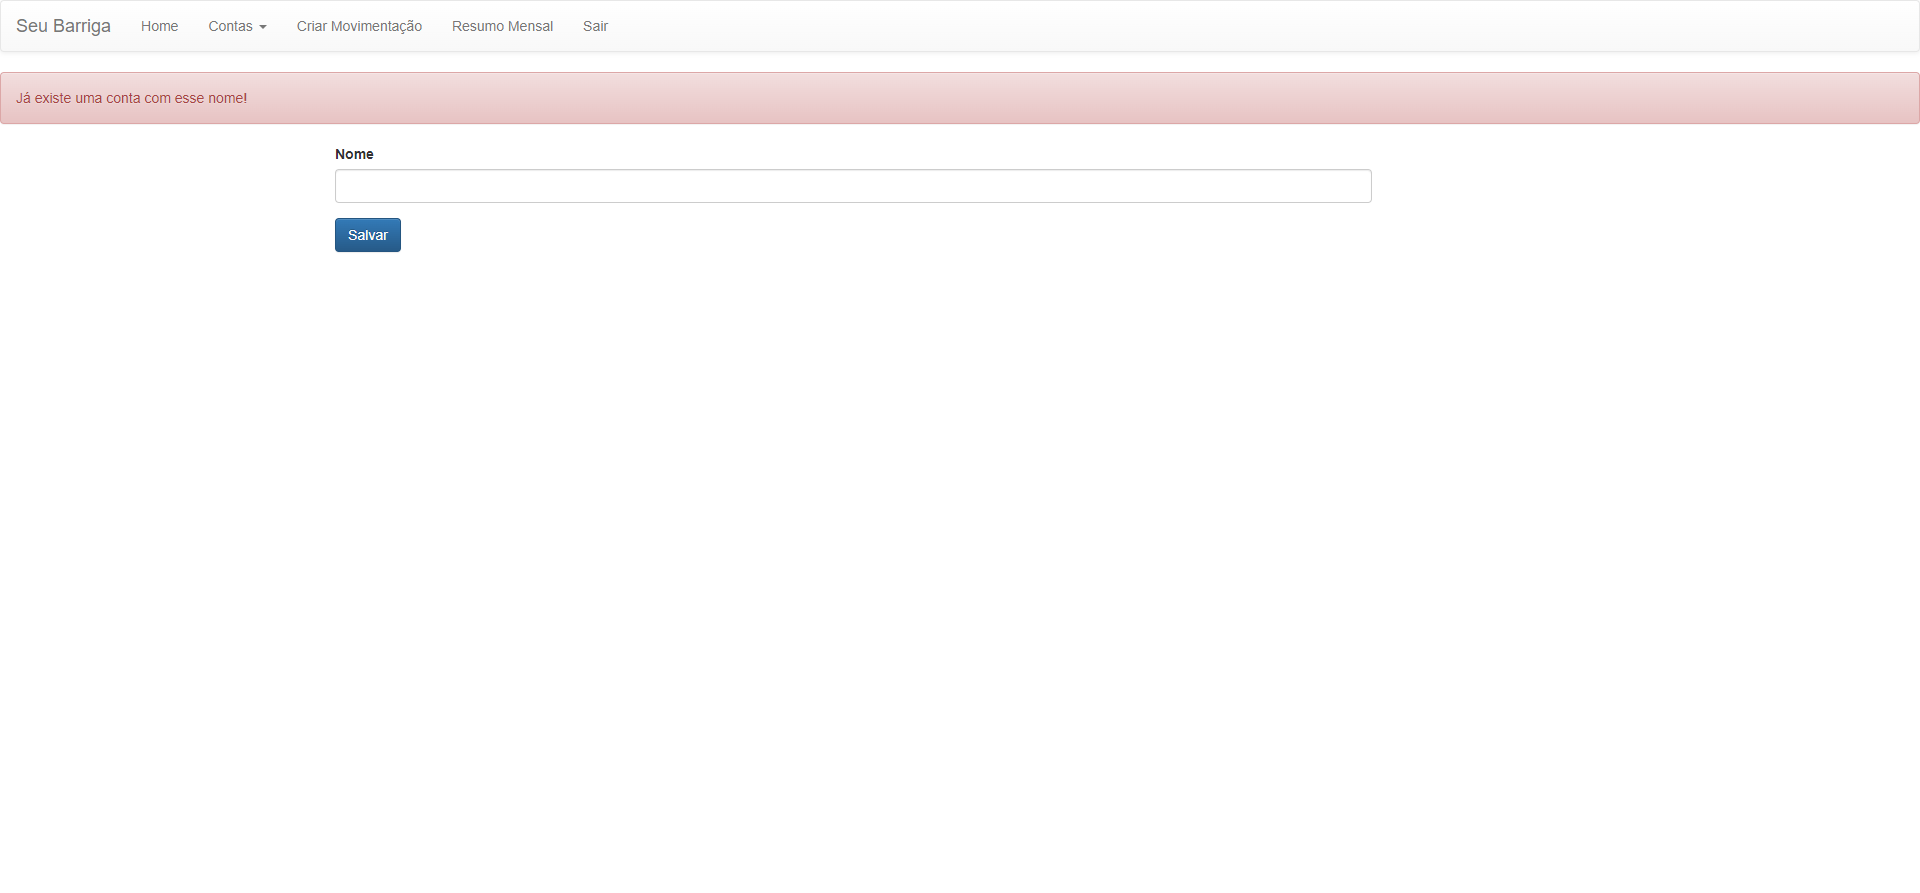 Seu Barriga Home Contas Criar Movimentação Resumo Mensal Sair
Já existe uma conta com esse nome!
Nome
Salvar